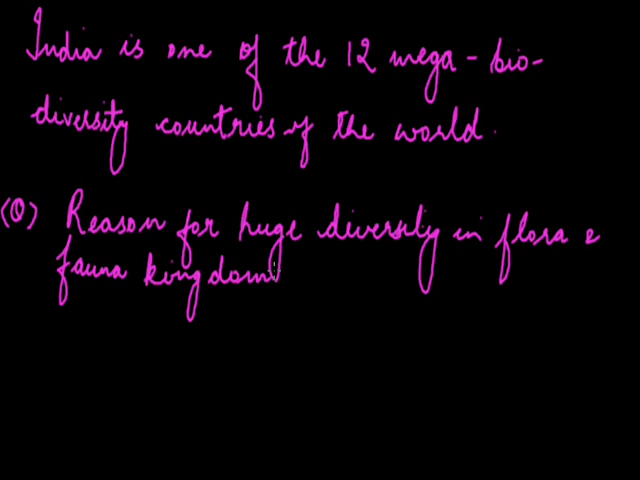 India is one of the 12 mega-bio-
diversity countries of the world.
(Q) Reason for huge diversity in flora &
fauna kingdom